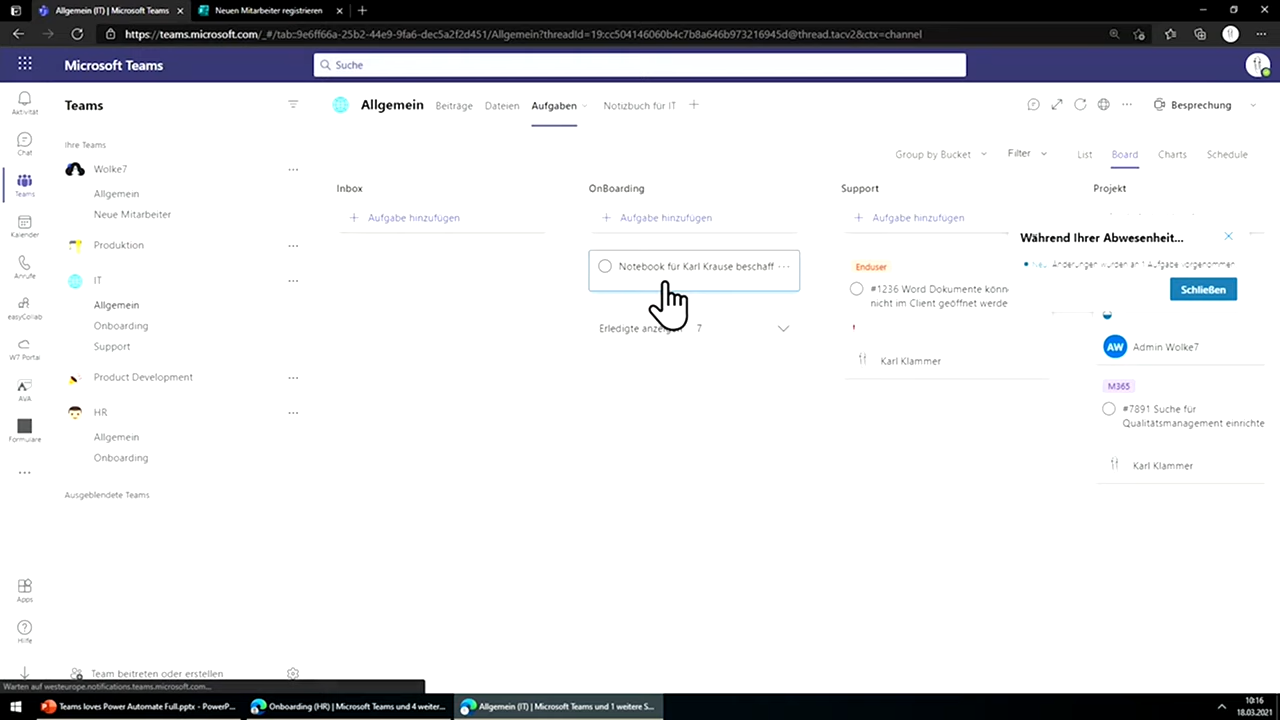 Allgemein (IT) | Microsoft Teams
Neuen Mitarbeiter registrieren
https://teams.microsoft.com/_#/tab:9e6ff66a-25b2-44e9-9fa6-dec5a2f2d451/Allgemein?threadId=19:cc504146060b4c7b8a646b973216945d@thread.tacv2&ctx=channel
Microsoft Teams
Suche
Aktivität
Chat
Teams
Kalender
Anrufe
easyCollab
W7 Portal
AVA
Formulare
Apps
Hilfe
Teams
Ihre Teams
Wolke7
Allgemein
Neue Mitarbeiter
Produktion
IT
Allgemein
Onboarding
Support
Product Development
HR
Allgemein
Onboarding
Ausgeblendete Teams
Team beitreten oder erstellen
Allgemein
Beiträge
Dateien
Aufgaben
Notizbuch für IT
Besprechung
Group by Bucket
Filter
List
Board
Charts
Schedule
Inbox
Aufgabe hinzufügen
OnBoarding
Aufgabe hinzufügen
Notebook für Karl Krause beschaff
Erledigte anzeigen 7
Support
Aufgabe hinzufügen
Enduser
#1236 Word Dokumente könne
nicht im Client geöffnet werde
Karl Klammer
Projekt
Während Ihrer Abwesenheit...
Neu Änderungen wurden an 1 Aufgabe vorgenommen
Schließen
AW Admin Wolke7
M365
#7891 Suche für
Qualitätsmanagement einrichte
Karl Klammer
Warten auf westeurope.notifications.teams.microsoft.com...
Teams loves Power Automate Full.pptx - PowerP...
Onboarding (HR) | Microsoft Teams und 4 weiter...
Allgemein (IT) | Microsoft Teams und 1 weitere S...
10:16
18.03.2021